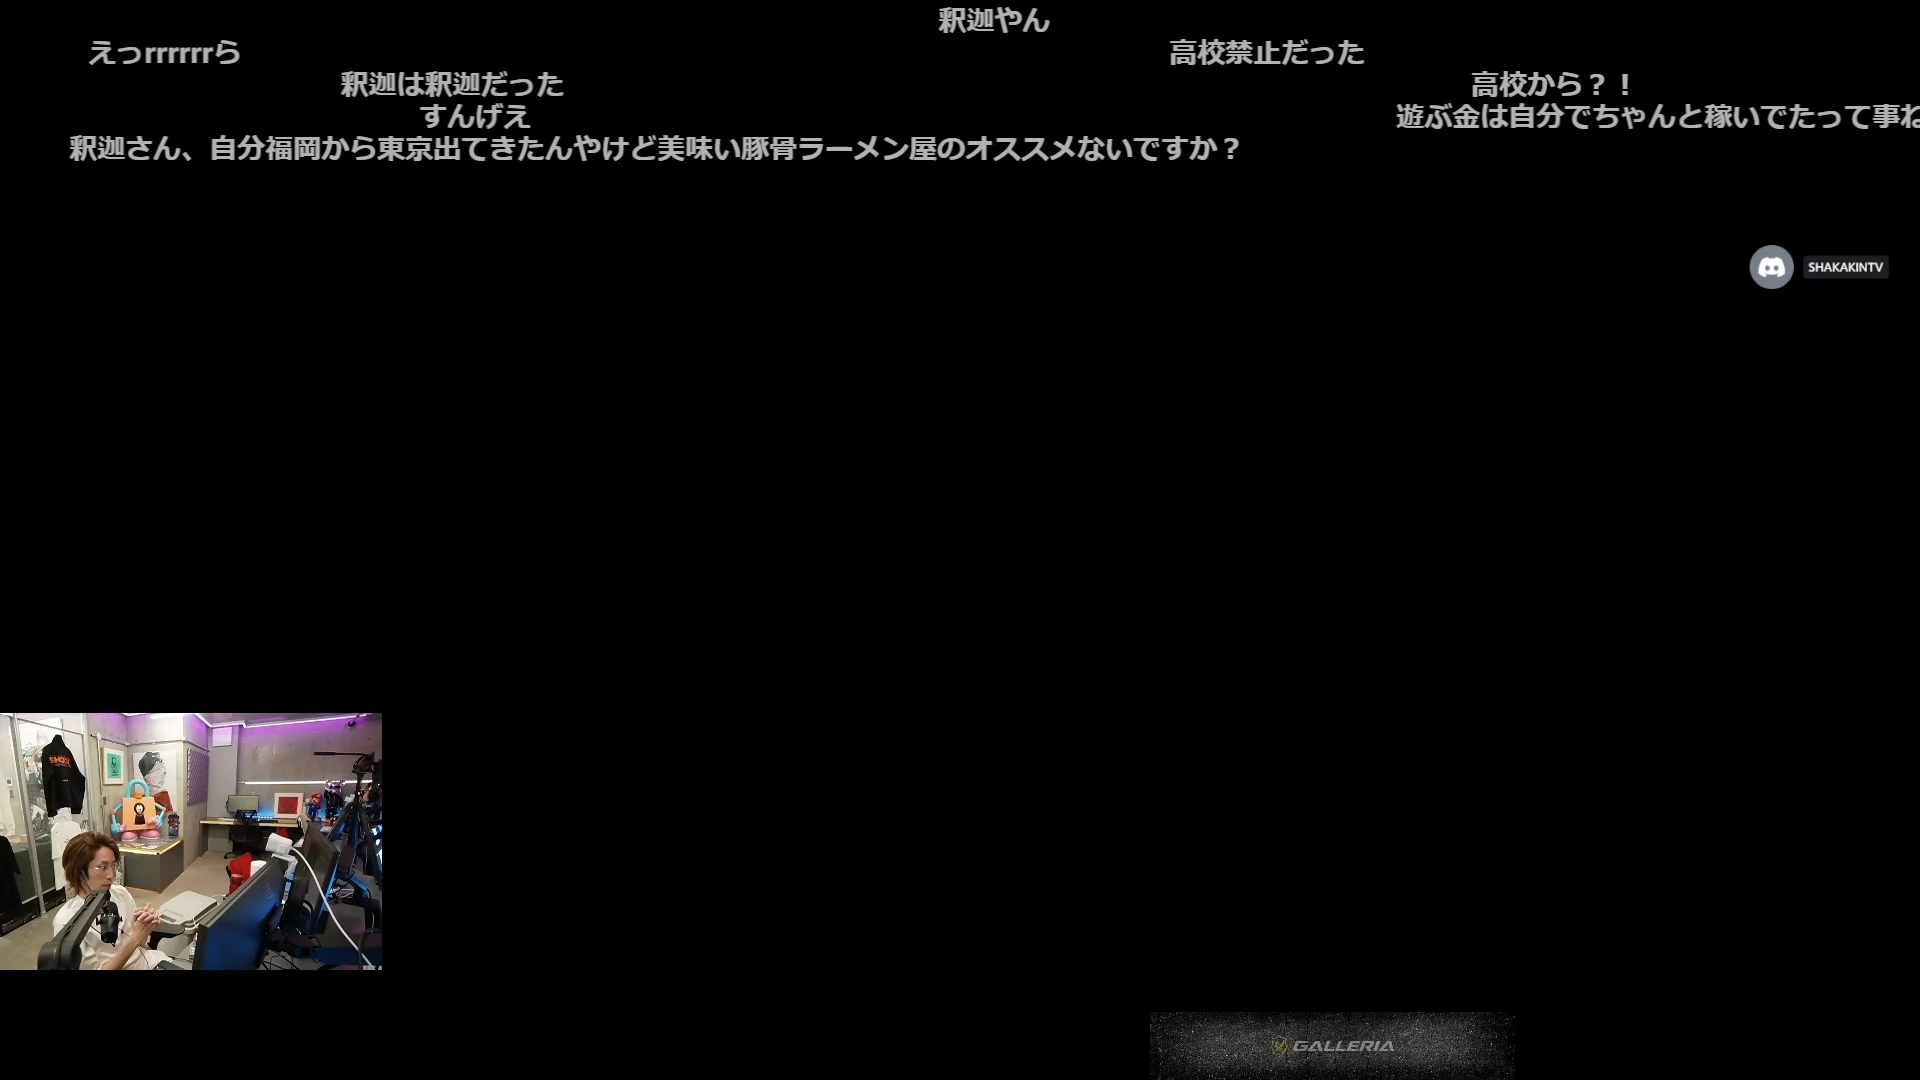 釈迦やん
えっrrrrrrら
高校禁止だった
釈迦は釈迦だった
高校から？！
すんげえ
遊ぶ金は自分でちゃんと稼いでたって事
釈迦さん、自分福岡から東京出てきたんやけど美味い豚骨ラーメン屋のオススメないですか？
SHAKAKINTV
GALLERIA